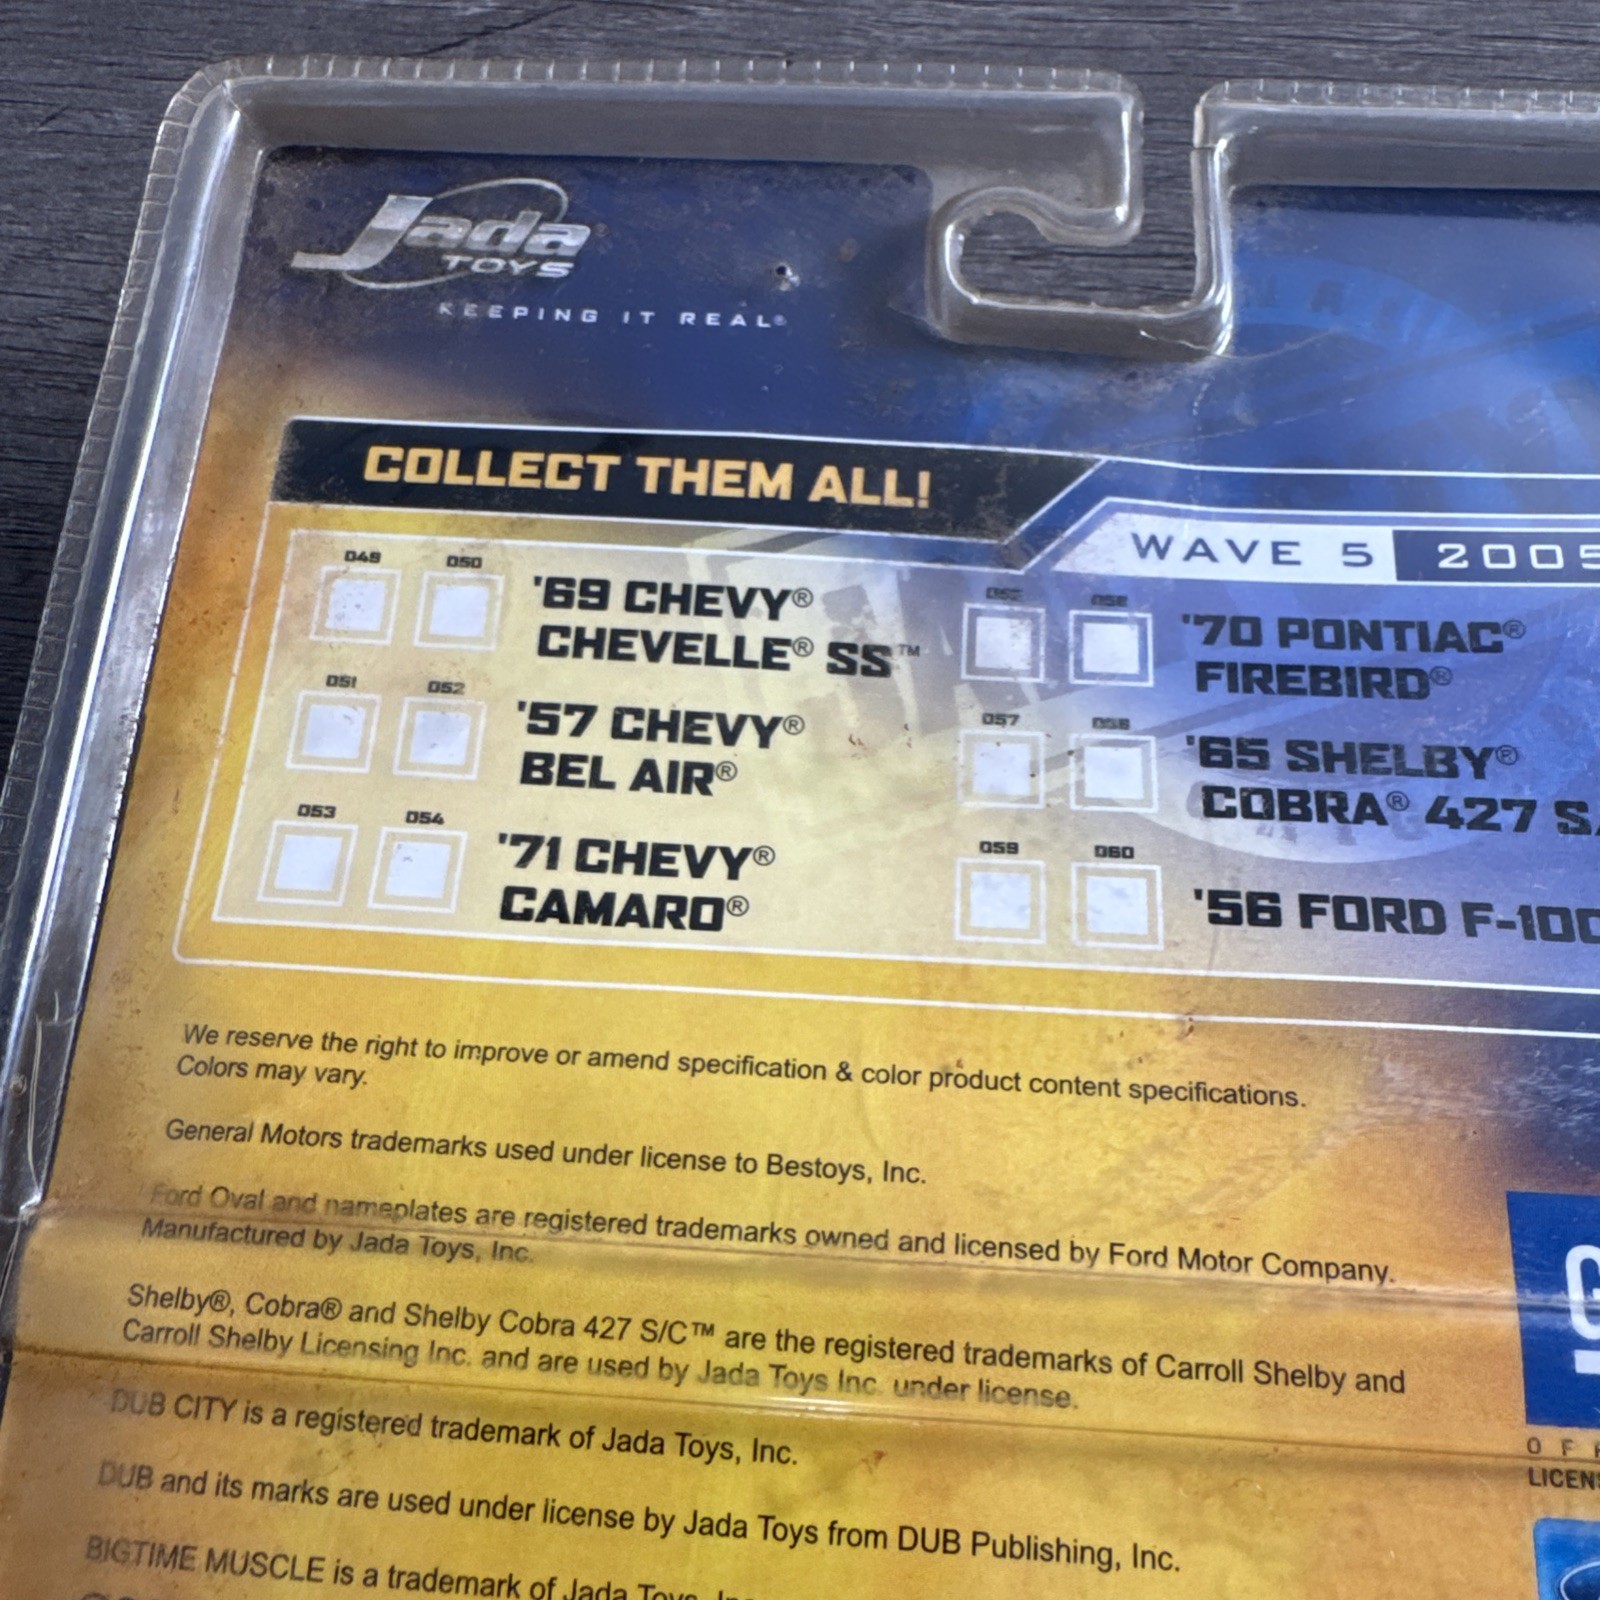 Jada
TOYS
KEEPING IT REAL®
COLLECT THEM ALL!
WAVE 5 2005
049 050 '69 CHEVY®
CHEVELLE® SS™
051 052 '57 CHEVY®
BEL AIR®
053 054 '71 CHEVY®
CAMARO®
'70 PONTIAC®
FIREBIRD®
057 058 '65 SHELBY®
COBRA® 427 S
059 060 '56 FORD F-100
We reserve the right to improve or amend specification & color product content specifications.
Colors may vary.
General Motors trademarks used under license to Bestoys, Inc.
Ford Oval and nameplates are registered trademarks owned and licensed by Ford Motor Company.
Manufactured by Jada Toys, Inc.
Shelby®, Cobra® and Shelby Cobra 427 S/C™ are the registered trademarks of Carroll Shelby and
Carroll Shelby Licensing Inc. and are used by Jada Toys Inc. under license.
DUB CITY is a registered trademark of Jada Toys, Inc.
DUB and its marks are used under license by Jada Toys from DUB Publishing, Inc.
BIGTIME MUSCLE is a trademark of Jada Toys, Inc
G
OF
LICEN